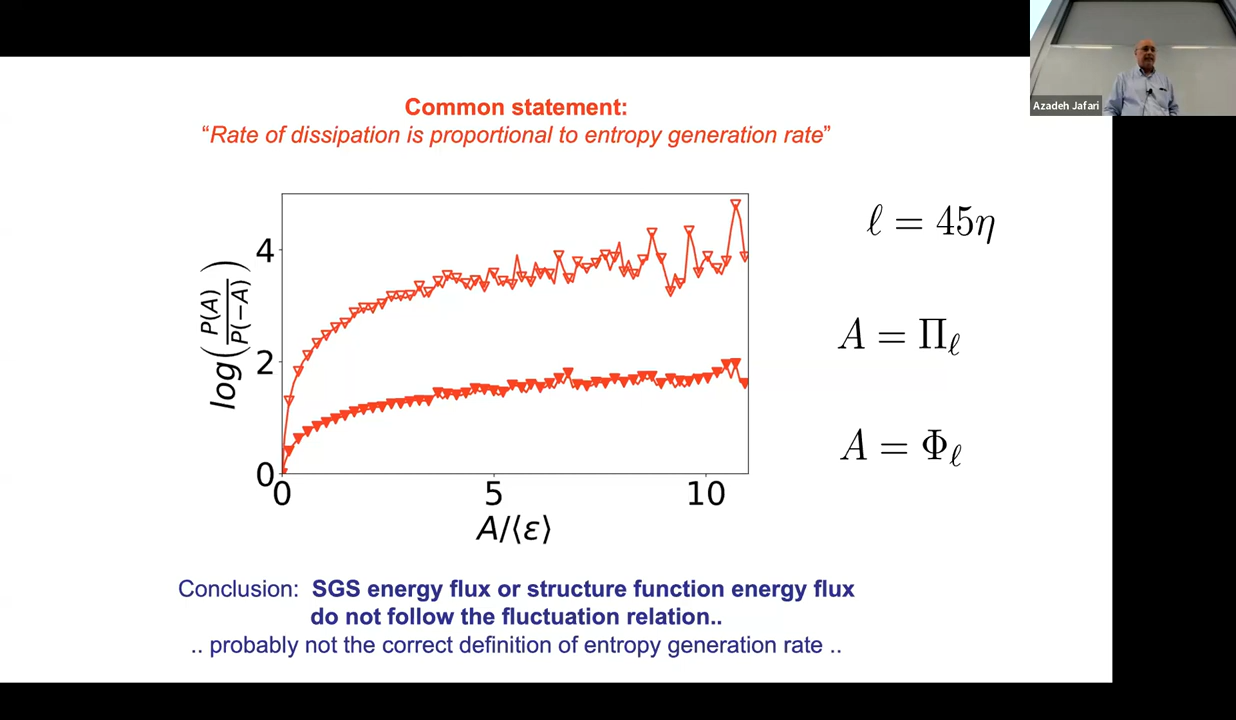 Azadeh Jafari
Common statement:
“Rate of dissipation is proportional to entropy generation rate”
log(P(A)/P(−A))
4
2
0
0
5
10
A/⟨ε⟩
ℓ = 45η
A = Πℓ
A = Φℓ
Conclusion: SGS energy flux or structure function energy flux
do not follow the fluctuation relation..
.. probably not the correct definition of entropy generation rate ..